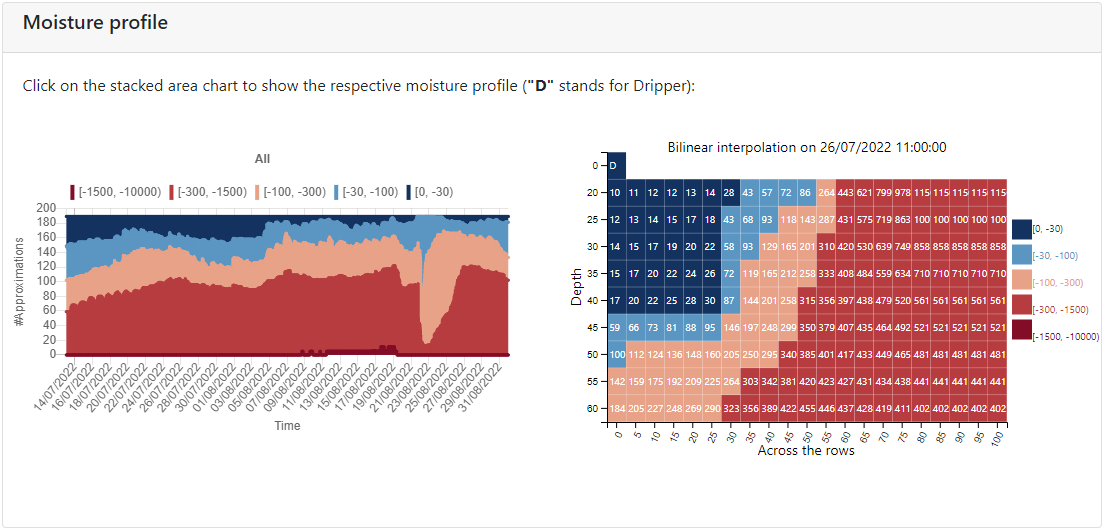 Moisture profile
Click on the stacked area chart to show the respective moisture profile ("D" stands for Dripper):
All
[-1500, -10000) [-300, -1500) [-100, -300) [-30, -100) [0, -30)
200
180
160
140
120
100
80
60
40
20
0
#Approximations
14/07/2022 16/07/2022 18/07/2022 20/07/2022 22/07/2022 24/07/2022 26/07/2022 28/07/2022 30/07/2022 01/08/2022 03/08/2022 05/08/2022 07/08/2022 09/08/2022 11/08/2022 13/08/2022 15/08/2022 17/08/2022 19/08/2022 21/08/2022 23/08/2022 25/08/2022 27/08/2022 29/08/2022 31/08/2022
Time
Bilinear interpolation on 26/07/2022 11:00:00
0 D
20 10 11 12 12 13 14 28 43 57 72 86 264 443 621 799 978 115 115 115 115 115
25 12 13 14 15 17 18 43 68 93 118 143 287 431 575 719 863 100 100 100 100 100
30 14 15 17 19 20 22 58 93 129 165 201 310 420 530 639 749 858 858 858 858 858
35 15 17 20 22 24 26 72 119 165 212 258 333 408 484 559 634 710 710 710 710 710
40 17 20 22 25 28 30 87 144 201 258 315 356 397 438 479 520 561 561 561 561 561
45 59 66 73 81 88 95 146 197 248 299 350 379 407 435 464 492 521 521 521 521 521
50 100 112 124 136 148 160 205 250 295 340 385 401 417 433 449 465 481 481 481 481 481
55 142 159 175 192 209 225 264 303 342 381 420 423 427 431 434 438 441 441 441 441 441
60 184 205 227 248 269 290 323 356 389 422 455 446 437 428 419 411 402 402 402 402 402
Depth
0 5 10 15 20 25 30 35 40 45 50 55 60 65 70 75 80 85 90 95 100
Across the rows
[0, -30)
[-30, -100)
[-100, -300)
[-300, -1500)
[-1500, -10000)